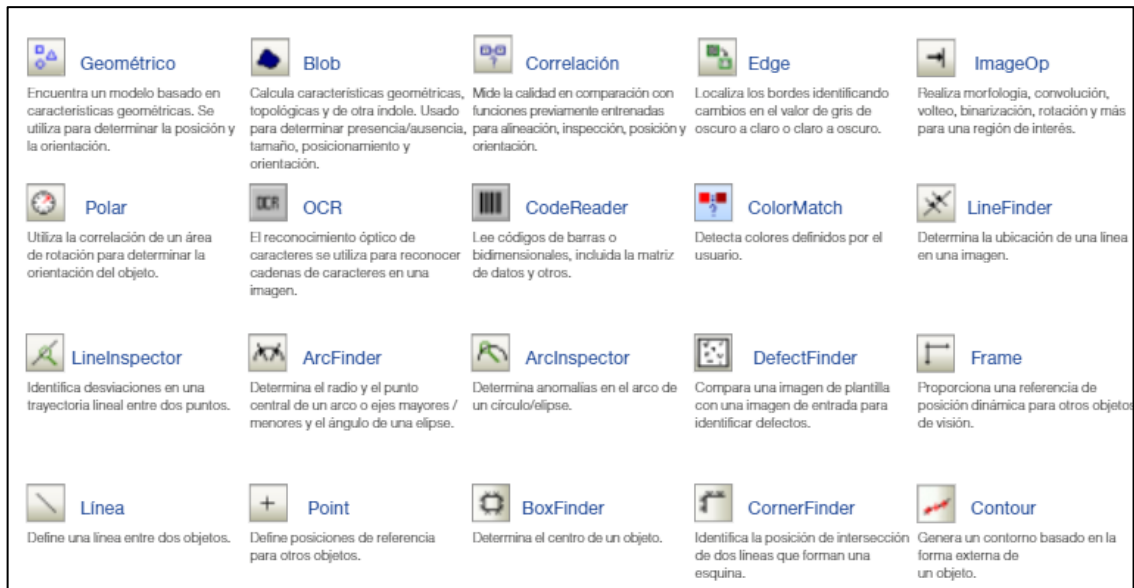 Geométrico
Encuentra un modelo basado en
características geométricas. Se
utiliza para determinar la posición y
la orientación.
Blob
Calcula características geométricas,
topológicas y de otra índole. Usado
para determinar presencia/ausencia,
tamaño, posicionamiento y
orientación.
Correlación
Mide la calidad en comparación con
funciones previamente entrenadas
para alineación, inspección, posición y
orientación.
Edge
Localiza los bordes identificando
cambios en el valor de gris de
oscuro a claro o claro a oscuro.
ImageOp
Realiza morfología, convolución,
volteo, binarización, rotación y más
para una región de interés.
Polar
Utiliza la correlación de un área
de rotación para determinar la
orientación del objeto.
OCR
OCR
El reconocimiento óptico de
caracteres se utiliza para reconocer
cadenas de caracteres en una
imagen.
CodeReader
Lee códigos de barras o
bidimensionales, incluida la matriz
de datos y otros.
ColorMatch
Detecta colores definidos por el
usuario.
LineFinder
Determina la ubicación de una línea
en una imagen.
LineInspector
Identifica desviaciones en una
trayectoria lineal entre dos puntos.
ArcFinder
Determina el radio y el punto
central de un arco o ejes mayores /
menores y el ángulo de una elipse.
ArcInspector
Determina anomalías en el arco de
un círculo/elipse.
DefectFinder
Compara una imagen de plantilla
con una imagen de entrada para
identificar defectos.
Frame
Proporciona una referencia de
posición dinámica para otros objetos
de visión.
Línea
Define una línea entre dos objetos.
Point
Define posiciones de referencia
para otros objetos.
BoxFinder
Determina el centro de un objeto.
CornerFinder
Identifica la posición de intersección
de dos líneas que forman una
esquina.
Contour
Genera un contorno basado en la
forma externa de
un objeto.